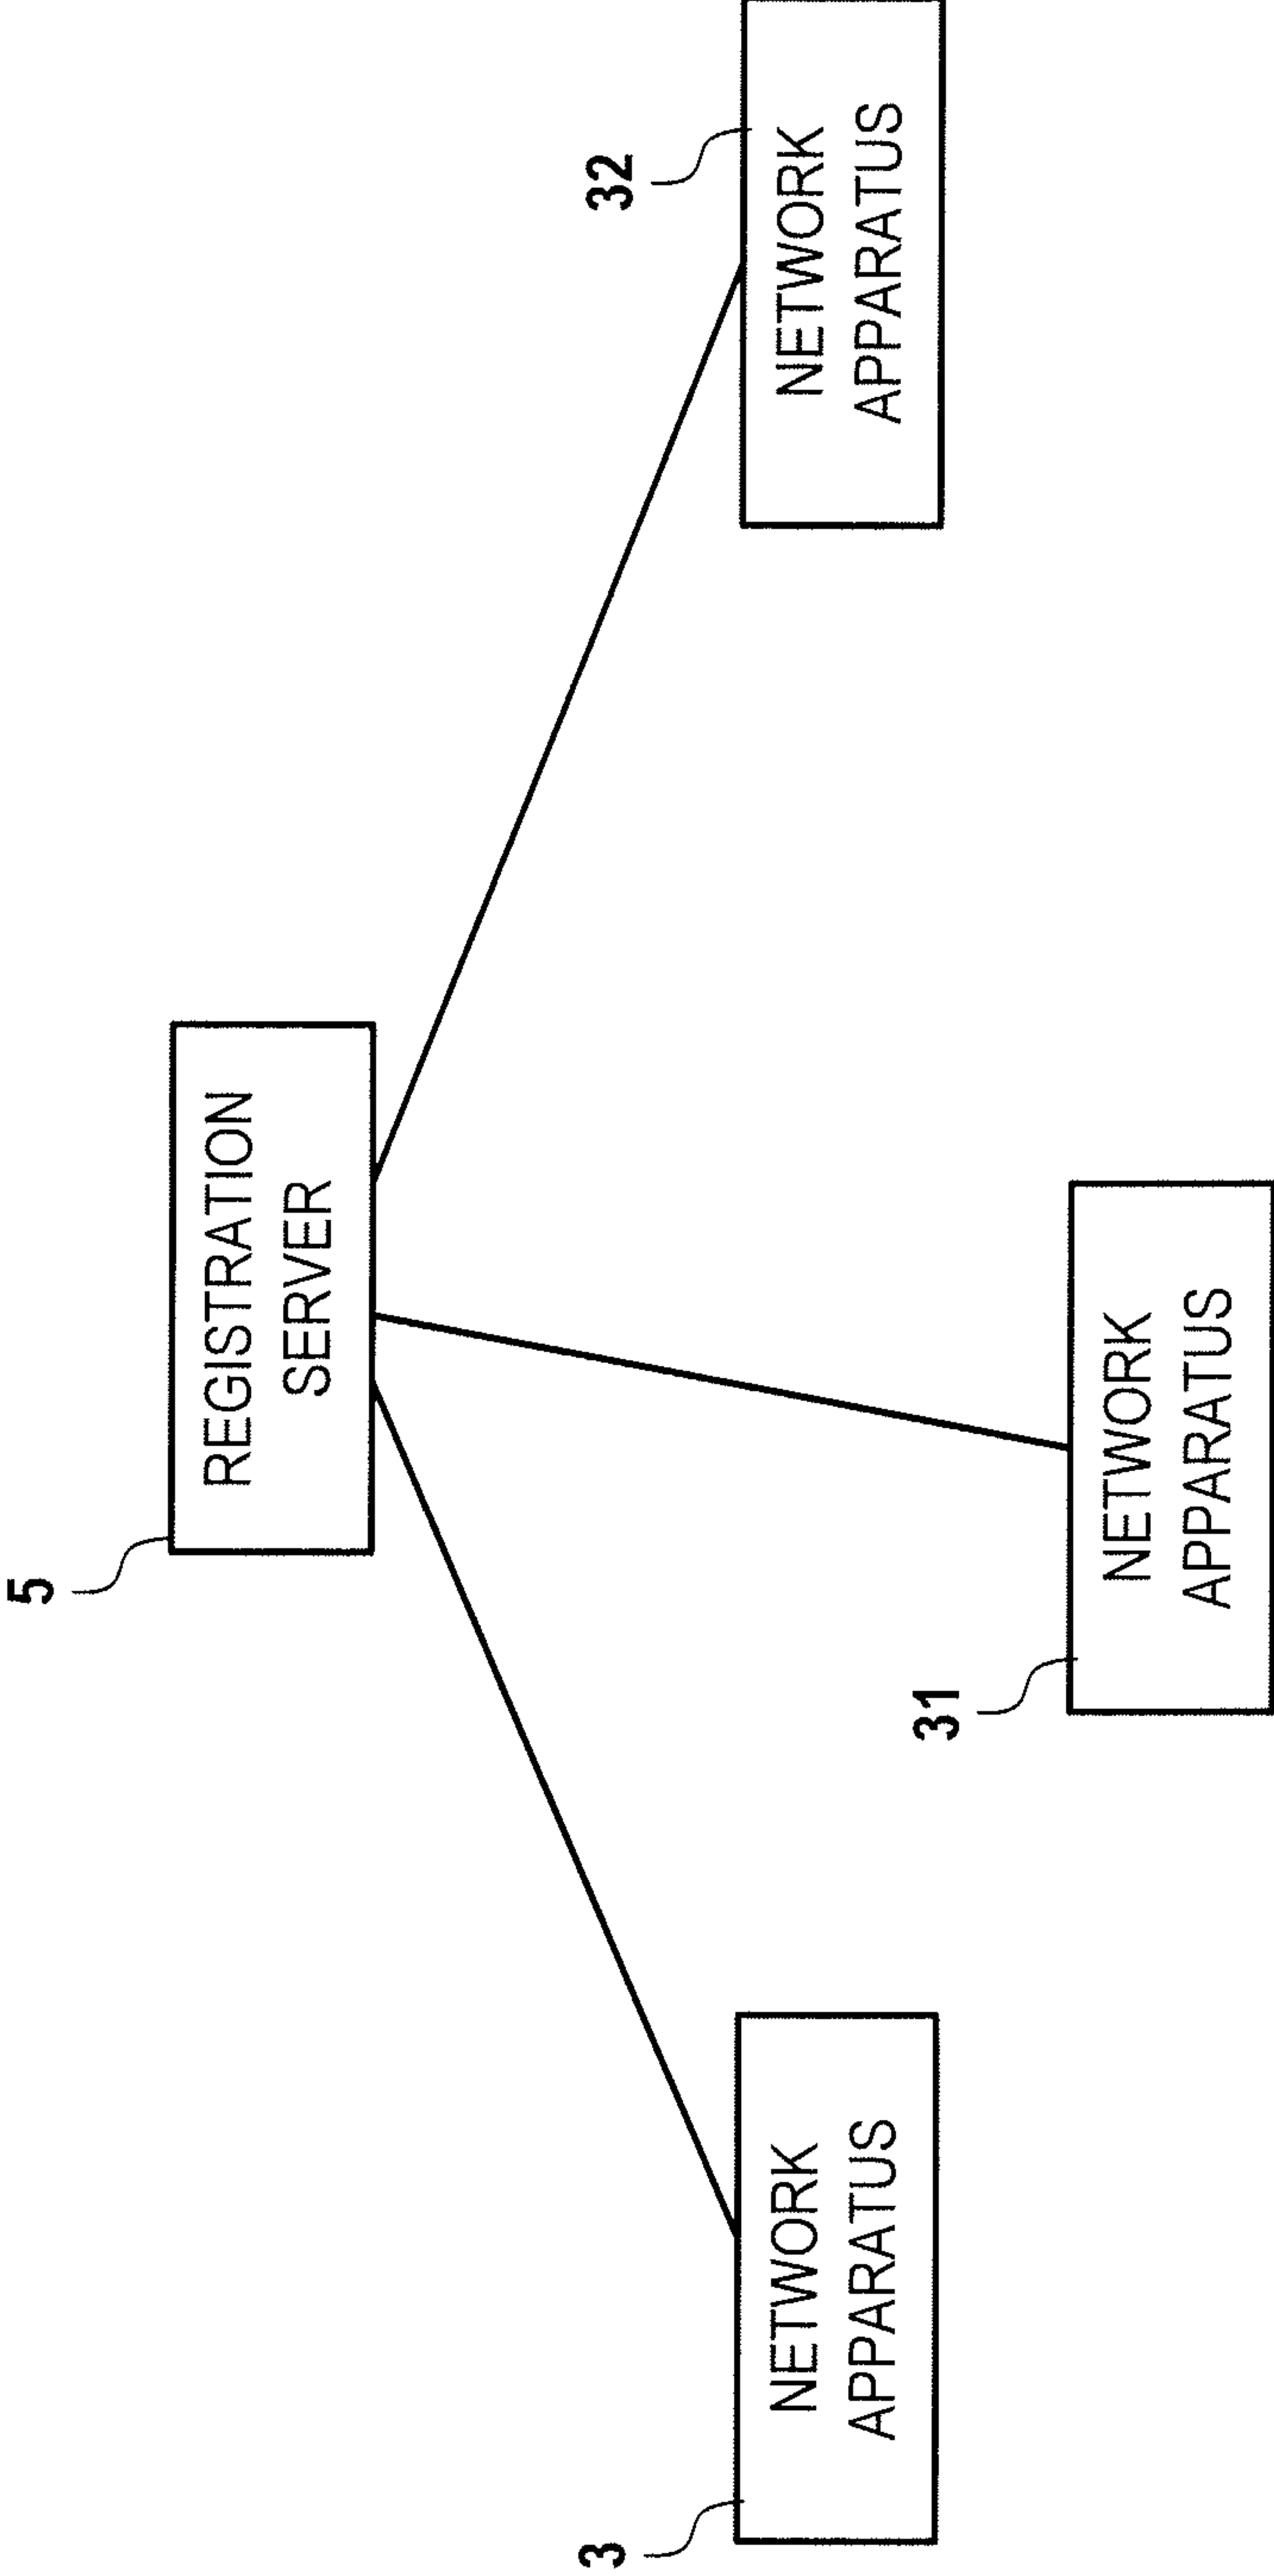 5
REGISTRATION
SERVER
3
NETWORK
APPARATUS
32
NETWORK
APPARATUS
31
NETWORK
APPARATUS